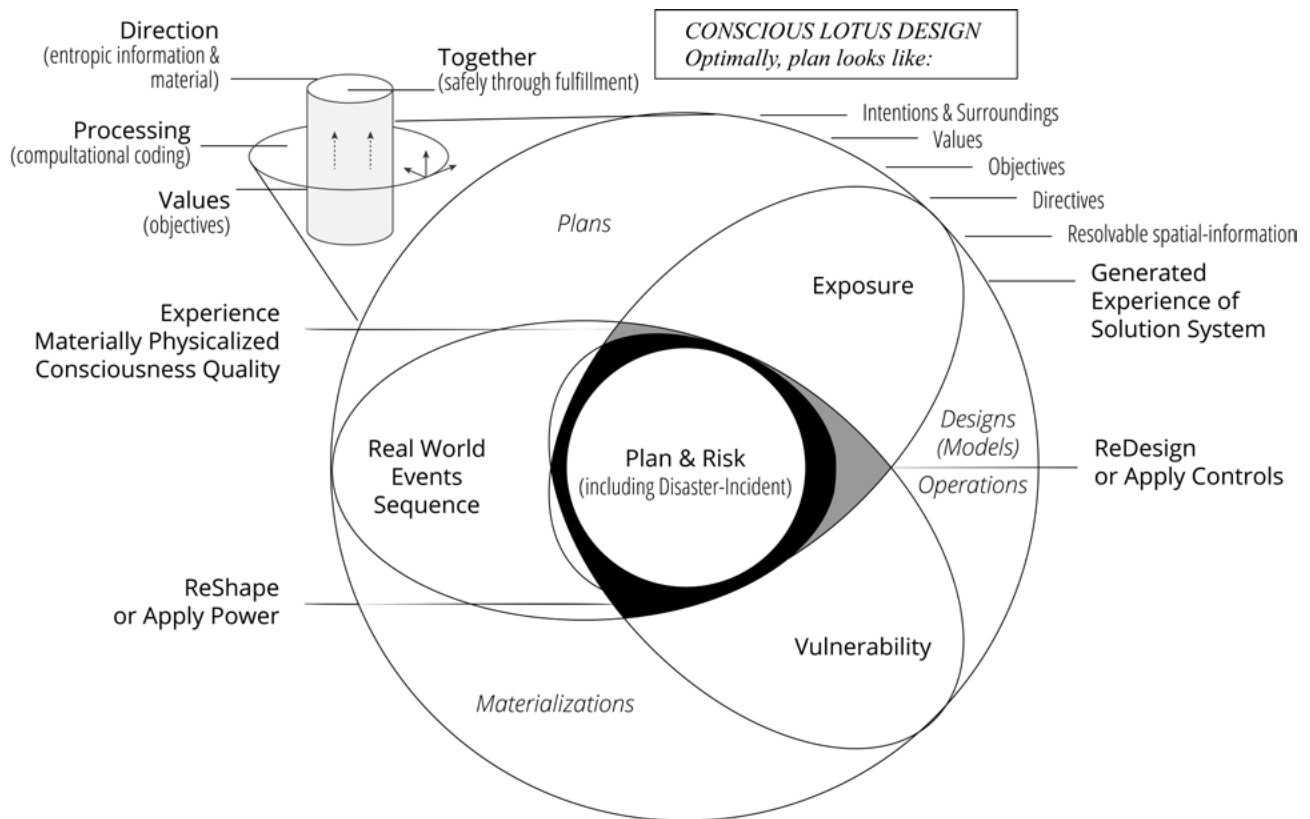 CONSCIOUS LOTUS DESIGN
Optimally, plan looks like:
Direction
(entropic information &
material)
Together
(safely through fulfillment)
Processing
(compultational coding)
Values
(objectives)
Intentions & Surroundings
Values
Objectives
Directives
Resolvable spatial-information
Plans
Exposure
Generated
Experience of
Solution System
Experience
Materially Physicalized
Consciousness Quality
Real World
Events
Sequence
Plan & Risk
(including Disaster-Incident)
Designs
(Models)
Operations
ReDesign
or Apply Controls
ReShape
or Apply Power
Vulnerability
Materializations